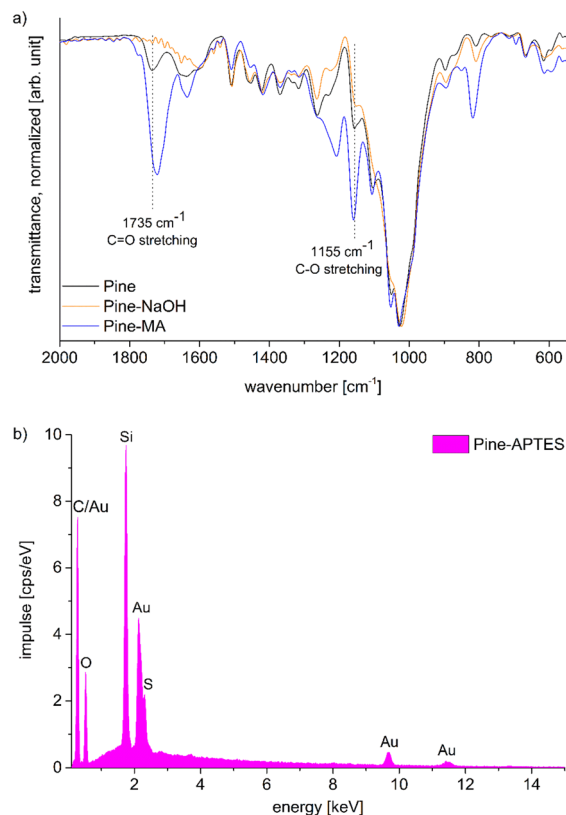 a)
transmittance, normalized [arb. unit]
1735 cm⁻¹
C=O stretching
1155 cm⁻¹
C-O stretching
Pine
Pine-NaOH
Pine-MA
2000 1800 1600 1400 1200 1000 800 600
wavenumber [cm⁻¹]
b)
impulse [cps/eV]
10
8
6
4
2
0
Si
Pine-APTES
C/Au
Au
O
S
Au
Au
0 2 4 6 8 10 12 14
energy [keV]